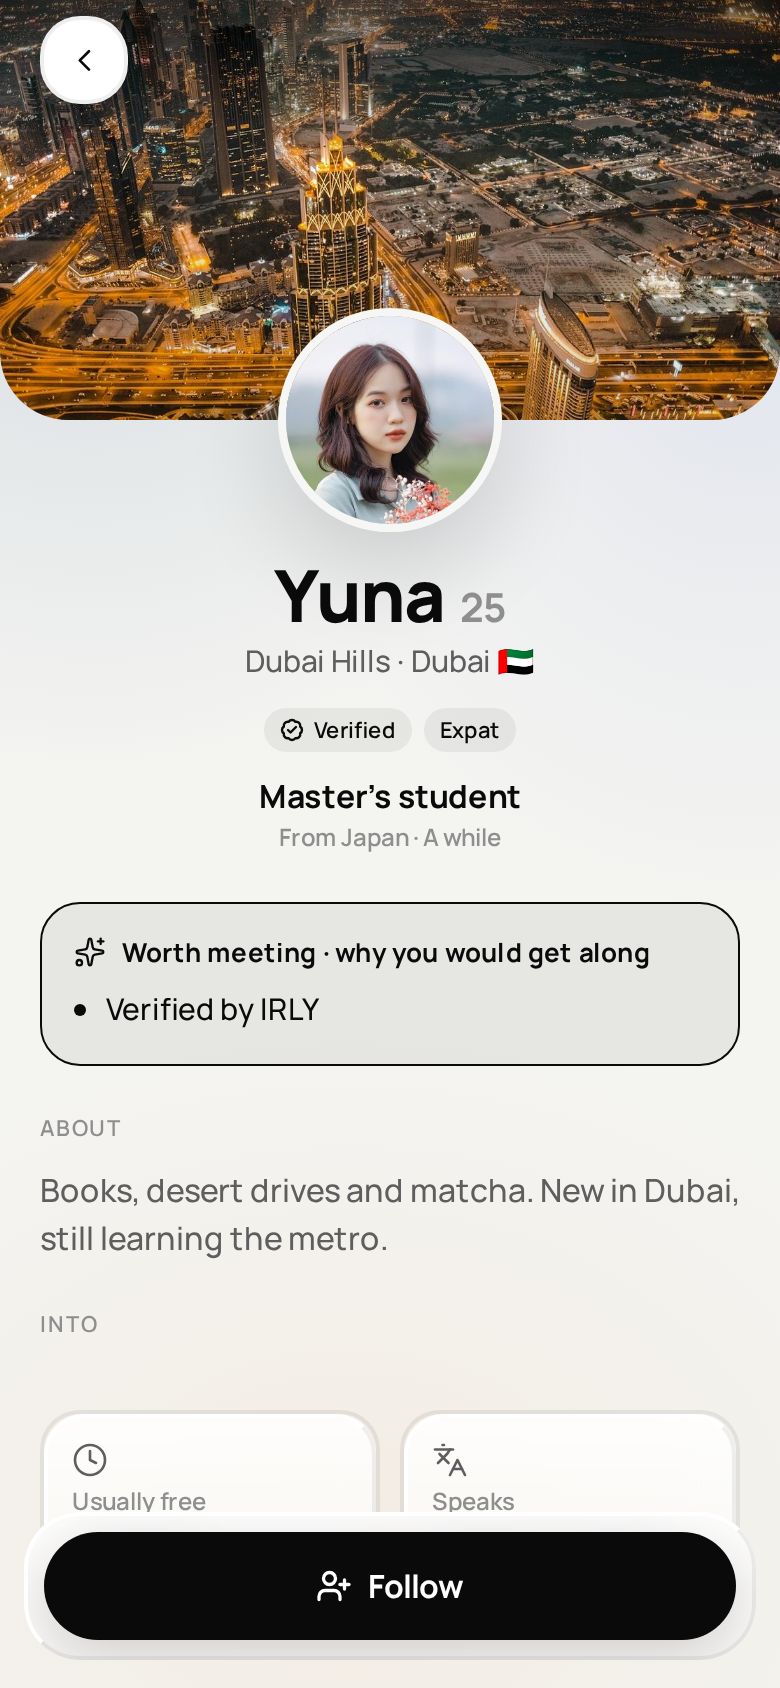 Yuna 25
Dubai Hills · Dubai 🇦🇪
Verified
Expat
Master's student
From Japan · A while
Worth meeting · why you would get along
• Verified by IRLY
ABOUT
Books, desert drives and matcha. New in Dubai,
still learning the metro.
INTO
Usually free
Speaks
Follow